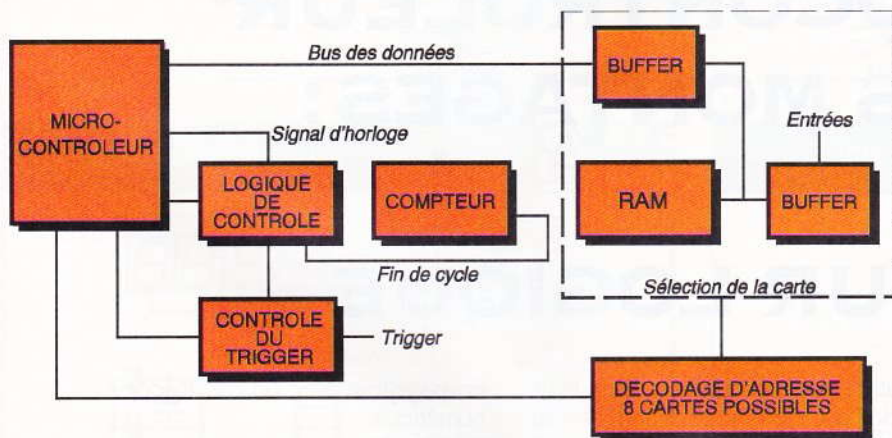 Bus des données
BUFFER
MICRO-
CONTROLEUR
Signal d'horloge
Entrées
LOGIQUE
DE
CONTROLE
COMPTEUR
RAM
BUFFER
Fin de cycle
Sélection de la carte
CONTROLE
DU
TRIGGER
Trigger
DECODAGE D'ADRESSE
8 CARTES POSSIBLES